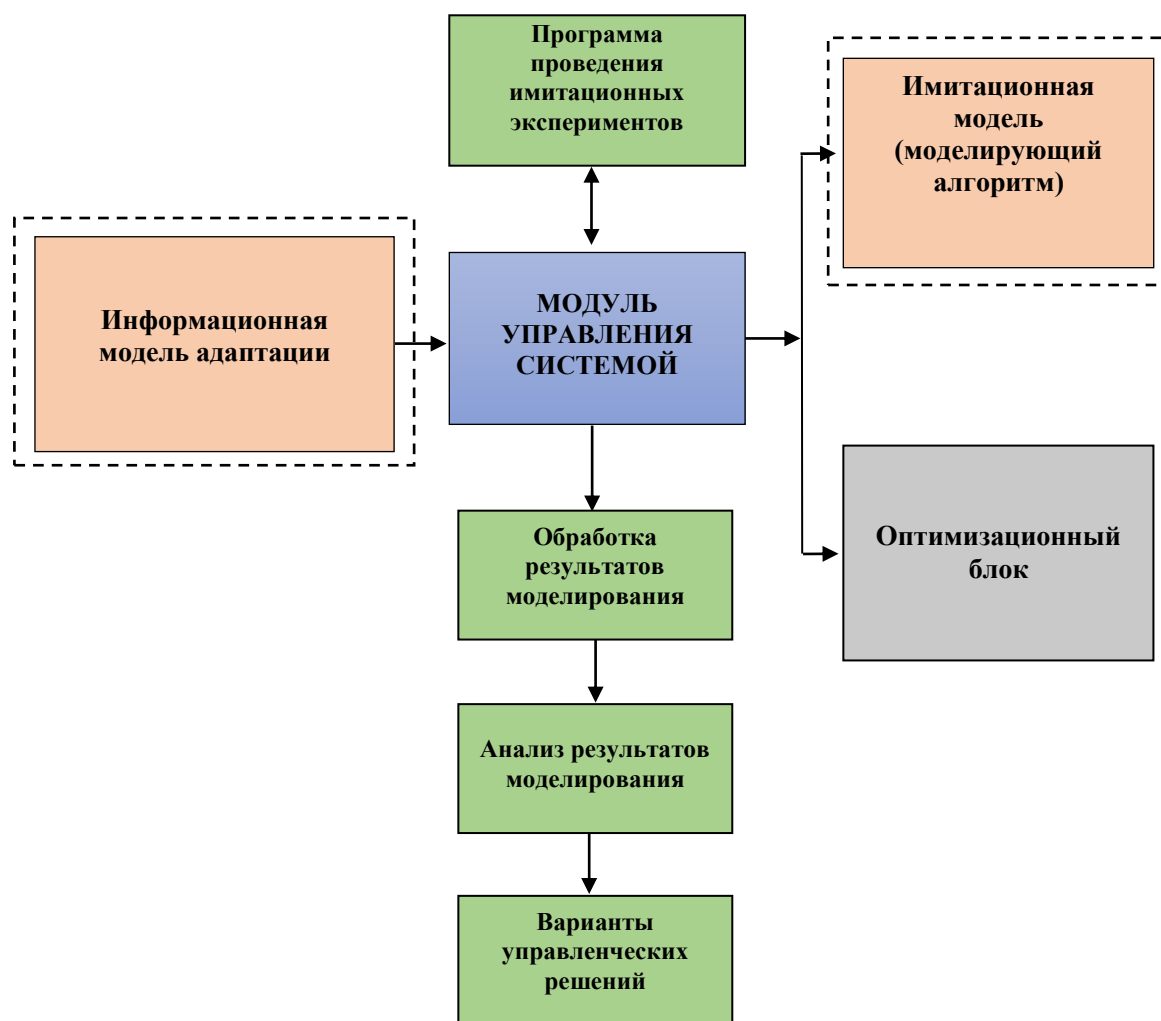 Программа
проведения
имитационных
экспериментов
Имитационная
модель
(моделирующий
алгоритм)
Информационная
модель адаптации
МОДУЛЬ
УПРАВЛЕНИЯ
СИСТЕМОЙ
Обработка
результатов
моделирования
Оптимизационный
блок
Анализ результатов
моделирования
Варианты
управленческих
решений